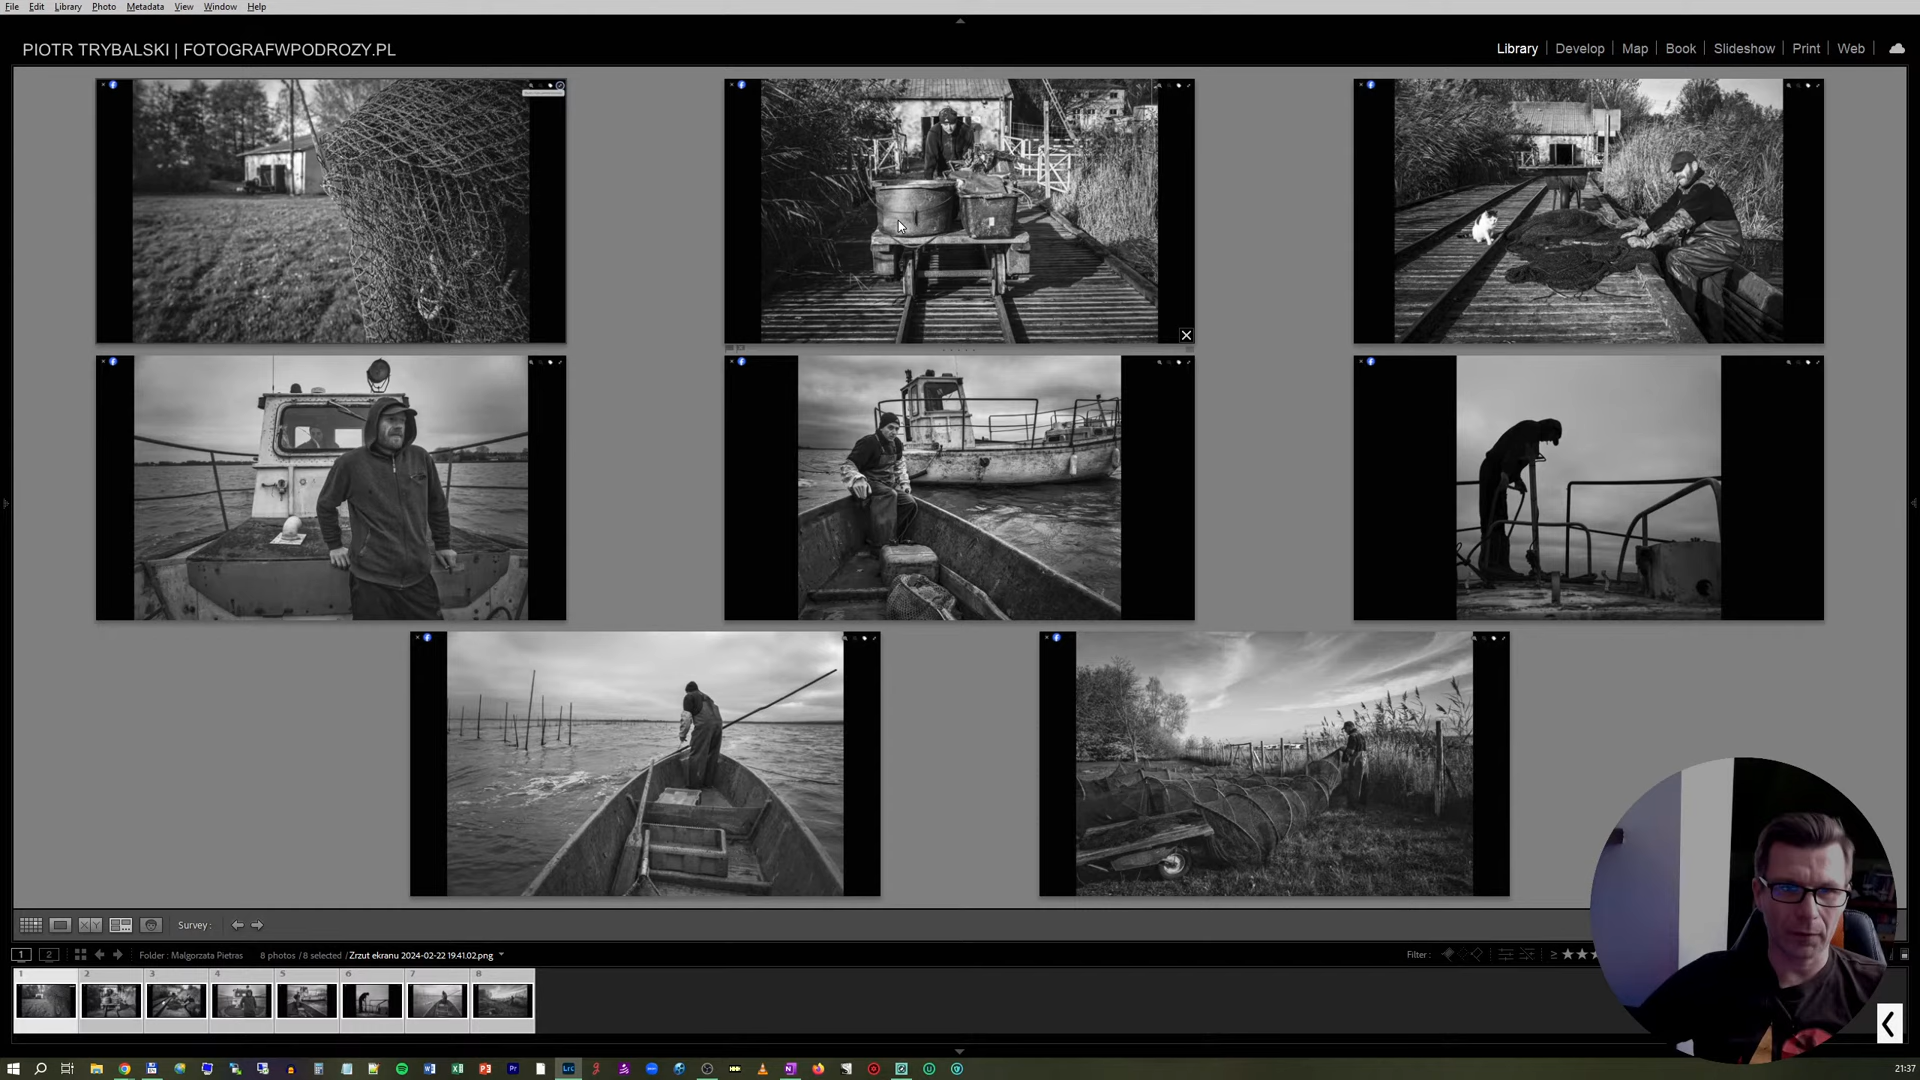 File Edit Library Photo Metadata View Window Help
PIOTR TRYBALSKI | FOTOGRAFWPODROZY.PL
Library Develop Map Book Slideshow Print Web
Survey :
1 2 Folder : Malgorzata Pietras 8 photos / 8 selected / Zrzut ekranu 2024-02-22 19.41.02.png
Filter :
1 2 3 4 5 6 7 8
21:37